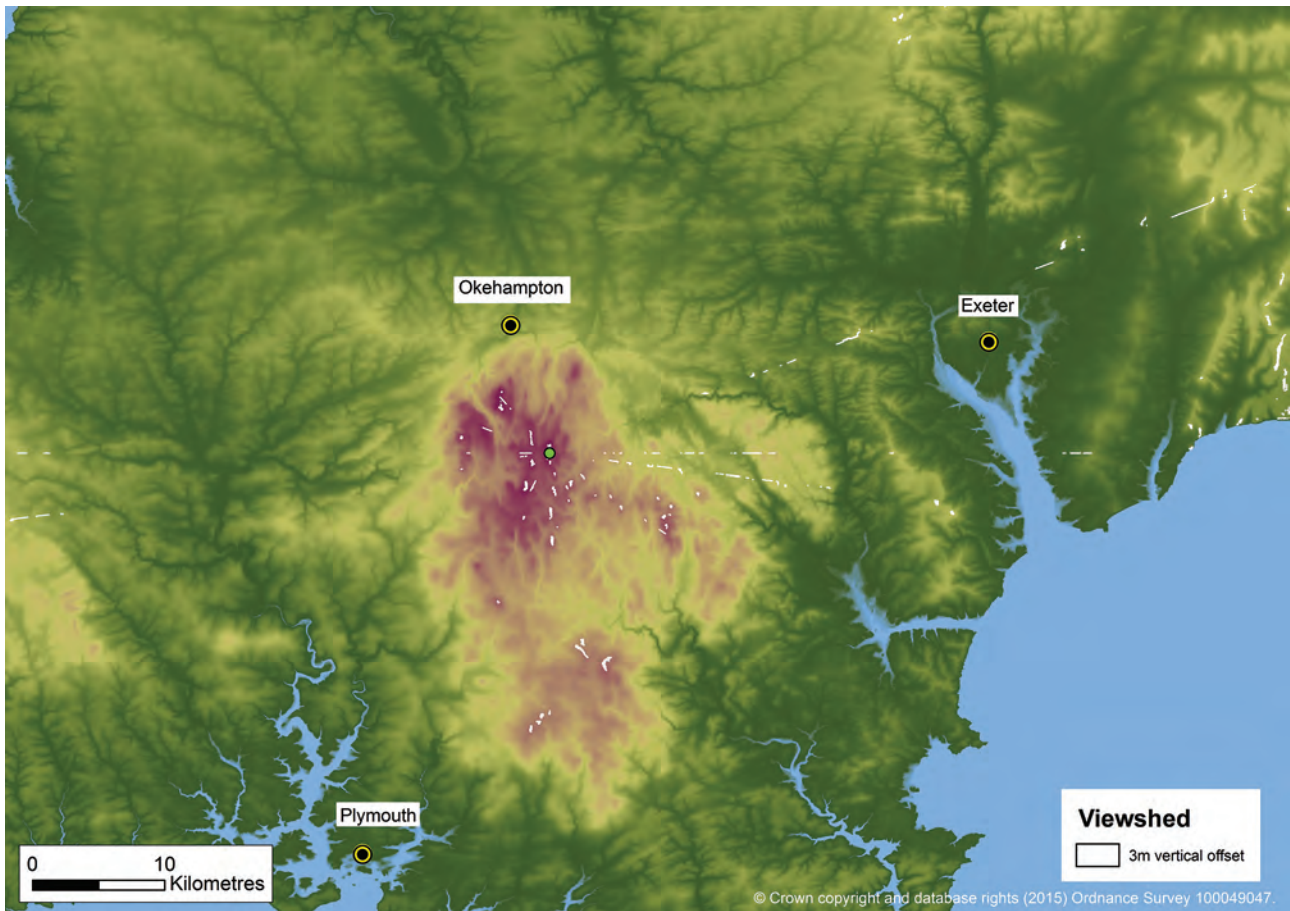 Okehampton
Exeter
Plymouth
0 10
Kilometres
Viewshed
3m vertical offset
© Crown copyright and database rights (2015) Ordnance Survey 100049047.